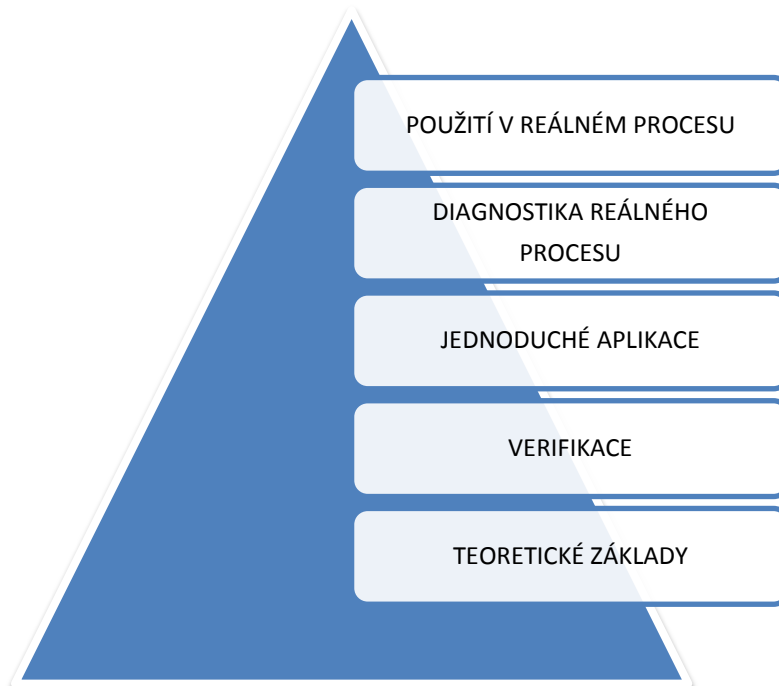 POUŽITÍ V REÁLNÉM PROCESU
DIAGNOSTIKA REÁLNÉHO
PROCESU
JEDNODUCHÉ APLIKACE
VERIFIKACE
TEORETICKÉ ZÁKLADY